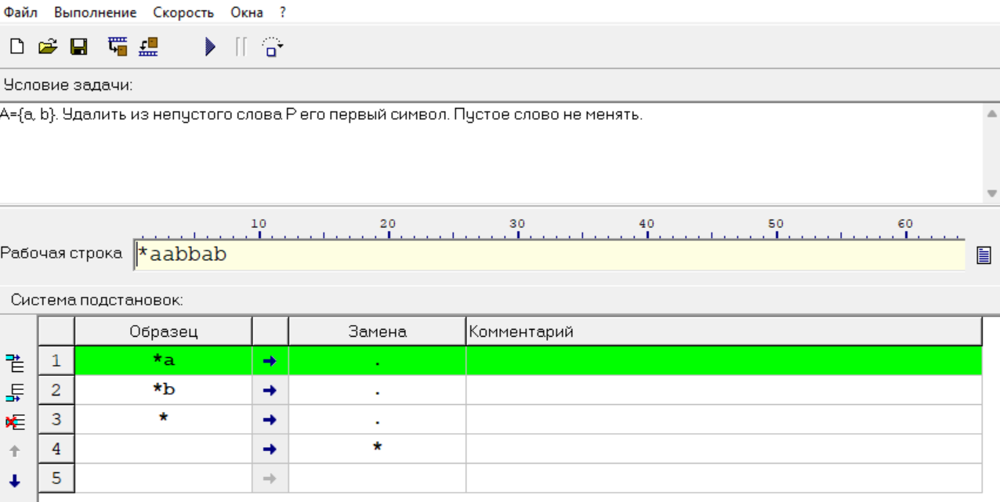 Файл Выполнение Скорость Окна ?
Условие задачи:
A={a, b}. Удалить из непустого слова P его первый символ. Пустое слово не менять.
10 20 30 40 50 60
Рабочая строка *aabbab
Система подстановок:
Образец Замена Комментарий
1 *a → .
2 *b → .
3 * → .
4 → *
5 →